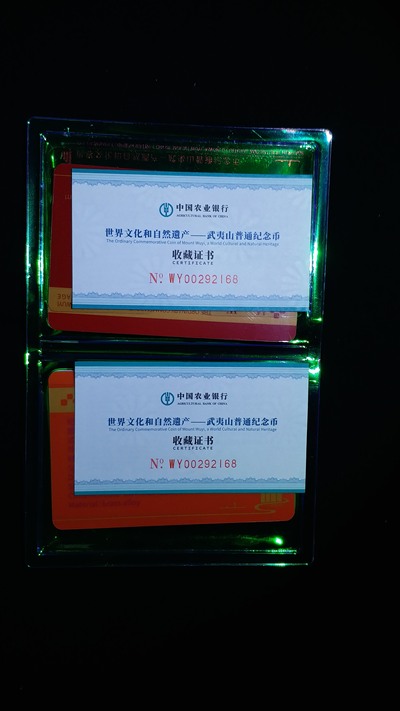 中国农业银行
AGRICULTURAL BANK OF CHINA
世界文化和自然遗产——武夷山普通纪念币
The Ordinary Commemorative Coin of Mount Wuyi, a World Cultural and Natural Heritage
收藏证书
CERTIFICATE
No. WY00292168
中国农业银行
AGRICULTURAL BANK OF CHINA
世界文化和自然遗产——武夷山普通纪念币
The Ordinary Commemorative Coin of Mount Wuyi, a World Cultural and Natural Heritage
收藏证书
CERTIFICATE
No. WY00292168